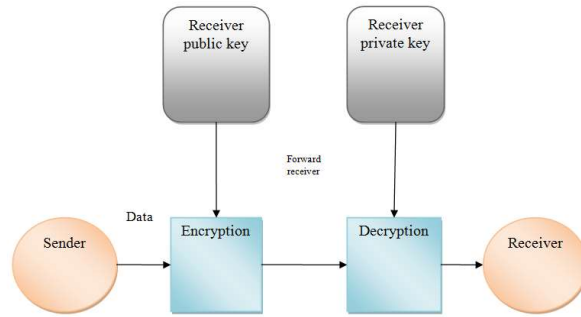 Receiver
public key
Receiver
private key
Forward
receiver
Data
Sender
Encryption
Decryption
Receiver